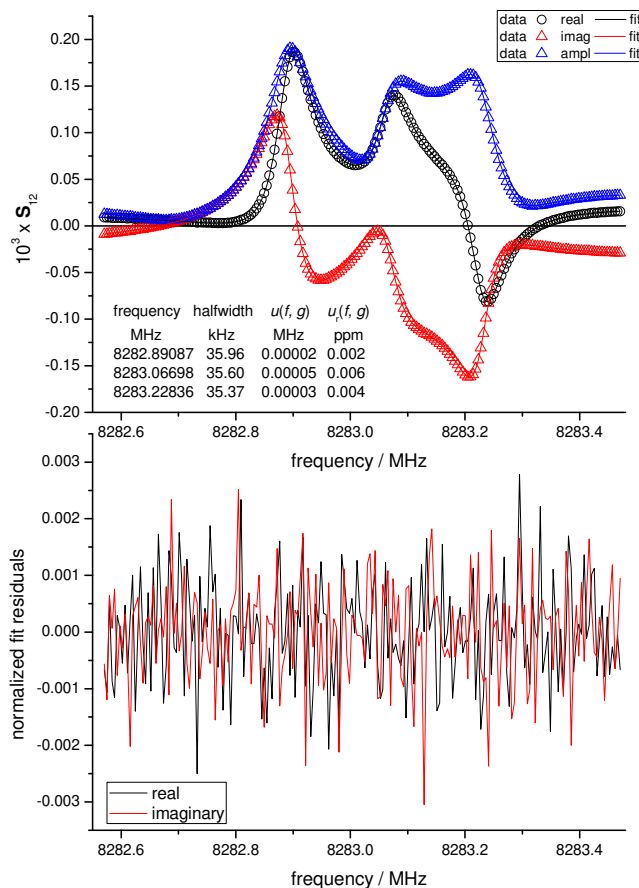 data real fit
data imag fit
data ampl fit
0.20
0.15
0.10
0.05
0.00
-0.05
-0.10
-0.15
-0.20
10³ x S₁₂
frequency halfwidth u(f, g) uᵣ(f, g)
MHz kHz MHz ppm
8282.89087 35.96 0.00002 0.002
8283.06698 35.60 0.00005 0.006
8283.22836 35.37 0.00003 0.004
8282.6 8282.8 8283.0 8283.2 8283.4
frequency / MHz
0.003
0.002
0.001
0.000
-0.001
-0.002
-0.003
normalized fit residuals
real
imaginary
8282.6 8282.8 8283.0 8283.2 8283.4
frequency / MHz